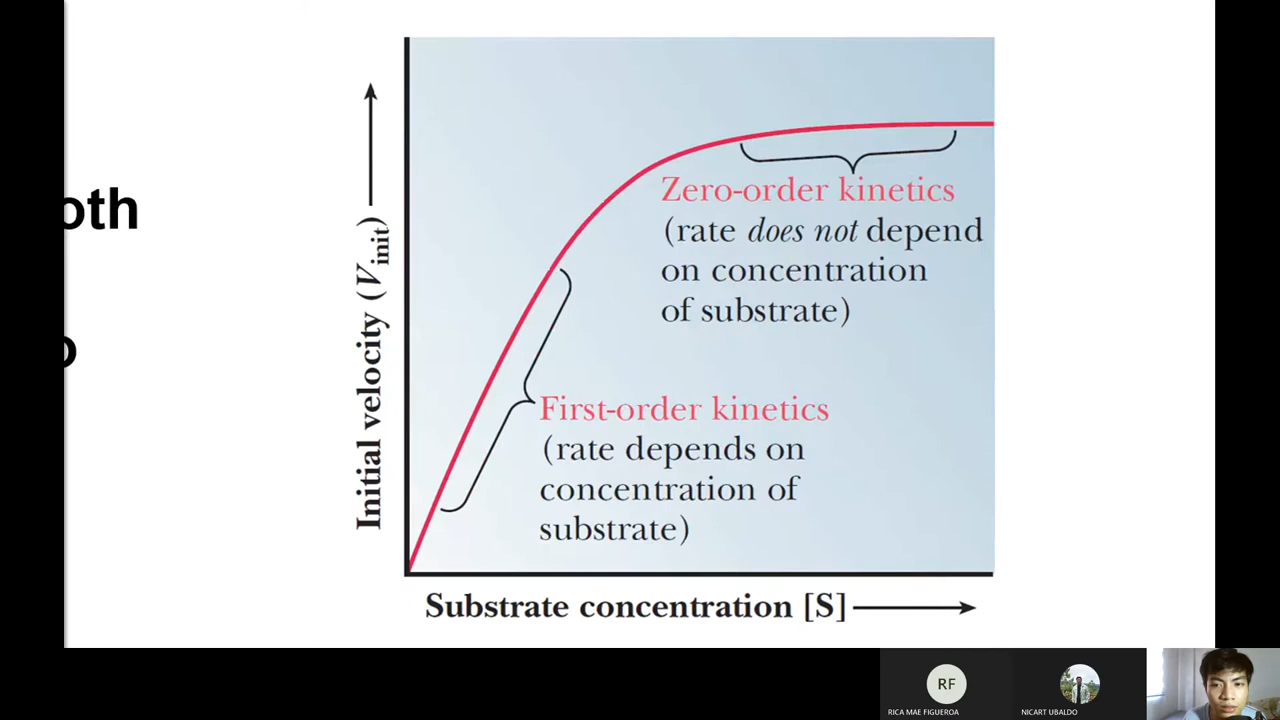 oth
o
Initial velocity (Vinit)
Zero-order kinetics
(rate does not depend
on concentration
of substrate)
First-order kinetics
(rate depends on
concentration of
substrate)
Substrate concentration [S]
RF
RICA MAE FIGUEROA
NICART UBALDO